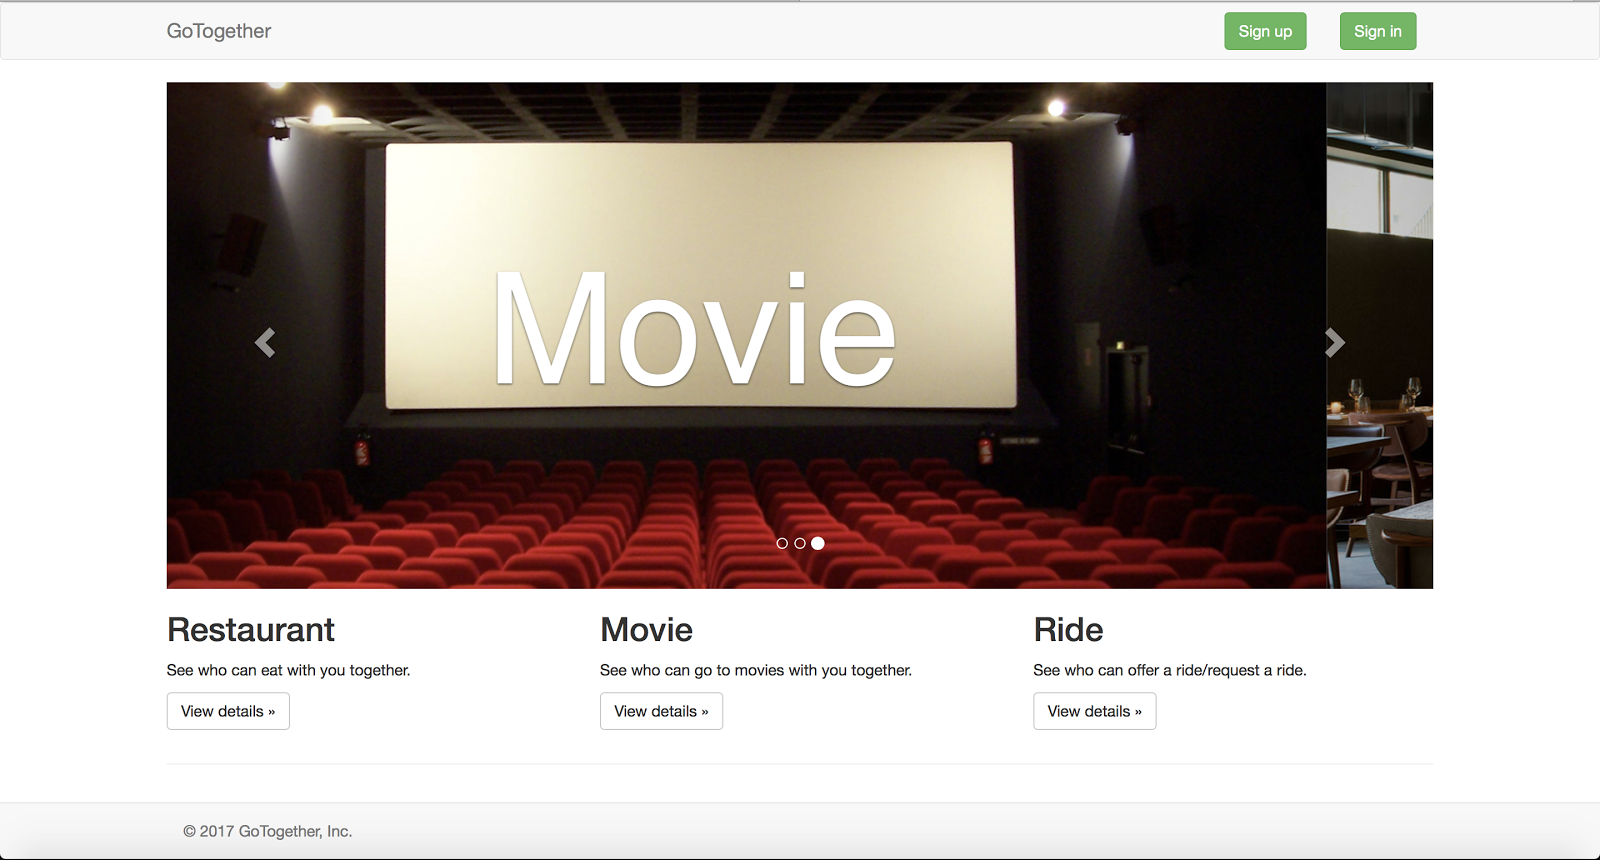 GoTogether
Sign up
Sign in
Movie
Restaurant
Movie
Ride
See who can eat with you together.
See who can go to movies with you together.
See who can offer a ride/request a ride.
View details »
View details »
View details »
© 2017 GoTogether, Inc.